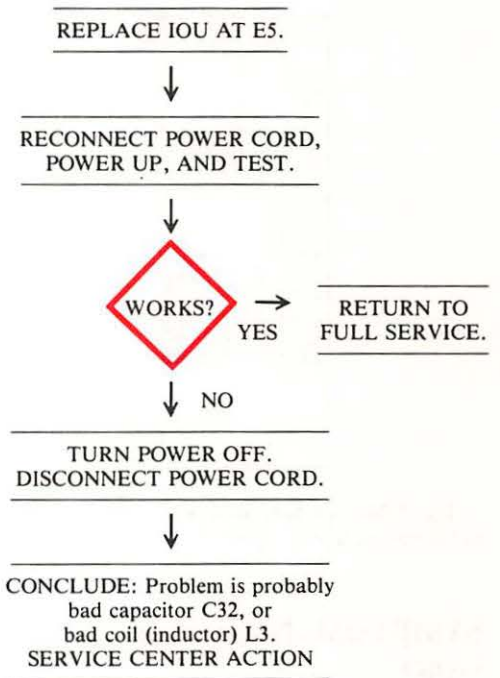 REPLACE IOU AT E5.
RECONNECT POWER CORD,
POWER UP, AND TEST.
WORKS?
YES
RETURN TO
FULL SERVICE.
NO
TURN POWER OFF.
DISCONNECT POWER CORD.
CONCLUDE: Problem is probably
bad capacitor C32, or
bad coil (inductor) L3.
SERVICE CENTER ACTION